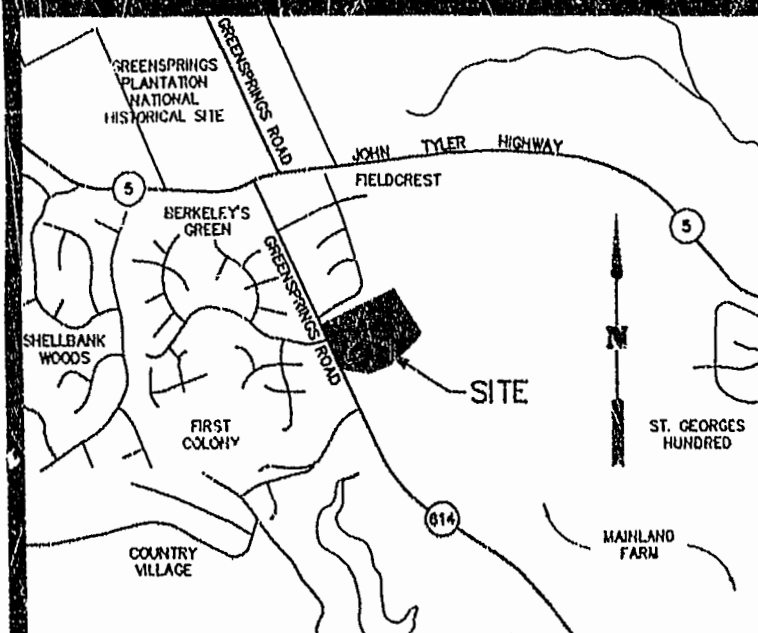 GREENSPRINGS
PLANTATION
NATIONAL
HISTORICAL SITE
GREENSPRINGS ROAD
JOHN TYLER HIGHWAY
FIELDCREST
5
BERKELEY'S
GREEN
5
GREENSPRINGS ROAD
SHELLBANK
WOODS
N
SITE
FIRST
COLONY
ST. GEORGES
HUNDRED
614
MAINLAND
FARM
COUNTRY
VILLAGE